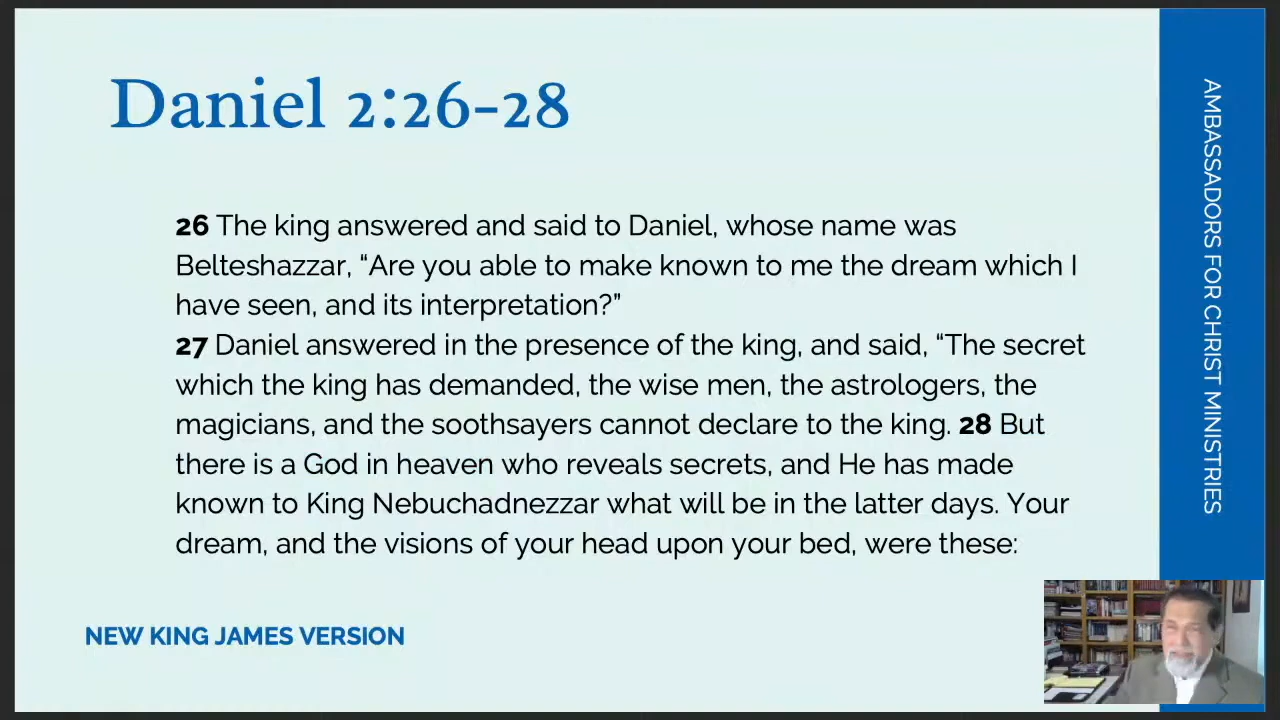 Daniel 2:26-28
26 The king answered and said to Daniel, whose name was
Belteshazzar, “Are you able to make known to me the dream which I
have seen, and its interpretation?”
27 Daniel answered in the presence of the king, and said, “The secret
which the king has demanded, the wise men, the astrologers, the
magicians, and the soothsayers cannot declare to the king. 28 But
there is a God in heaven who reveals secrets, and He has made
known to King Nebuchadnezzar what will be in the latter days. Your
dream, and the visions of your head upon your bed, were these:
NEW KING JAMES VERSION
AMBASSADORS FOR CHRIST MINISTRIES